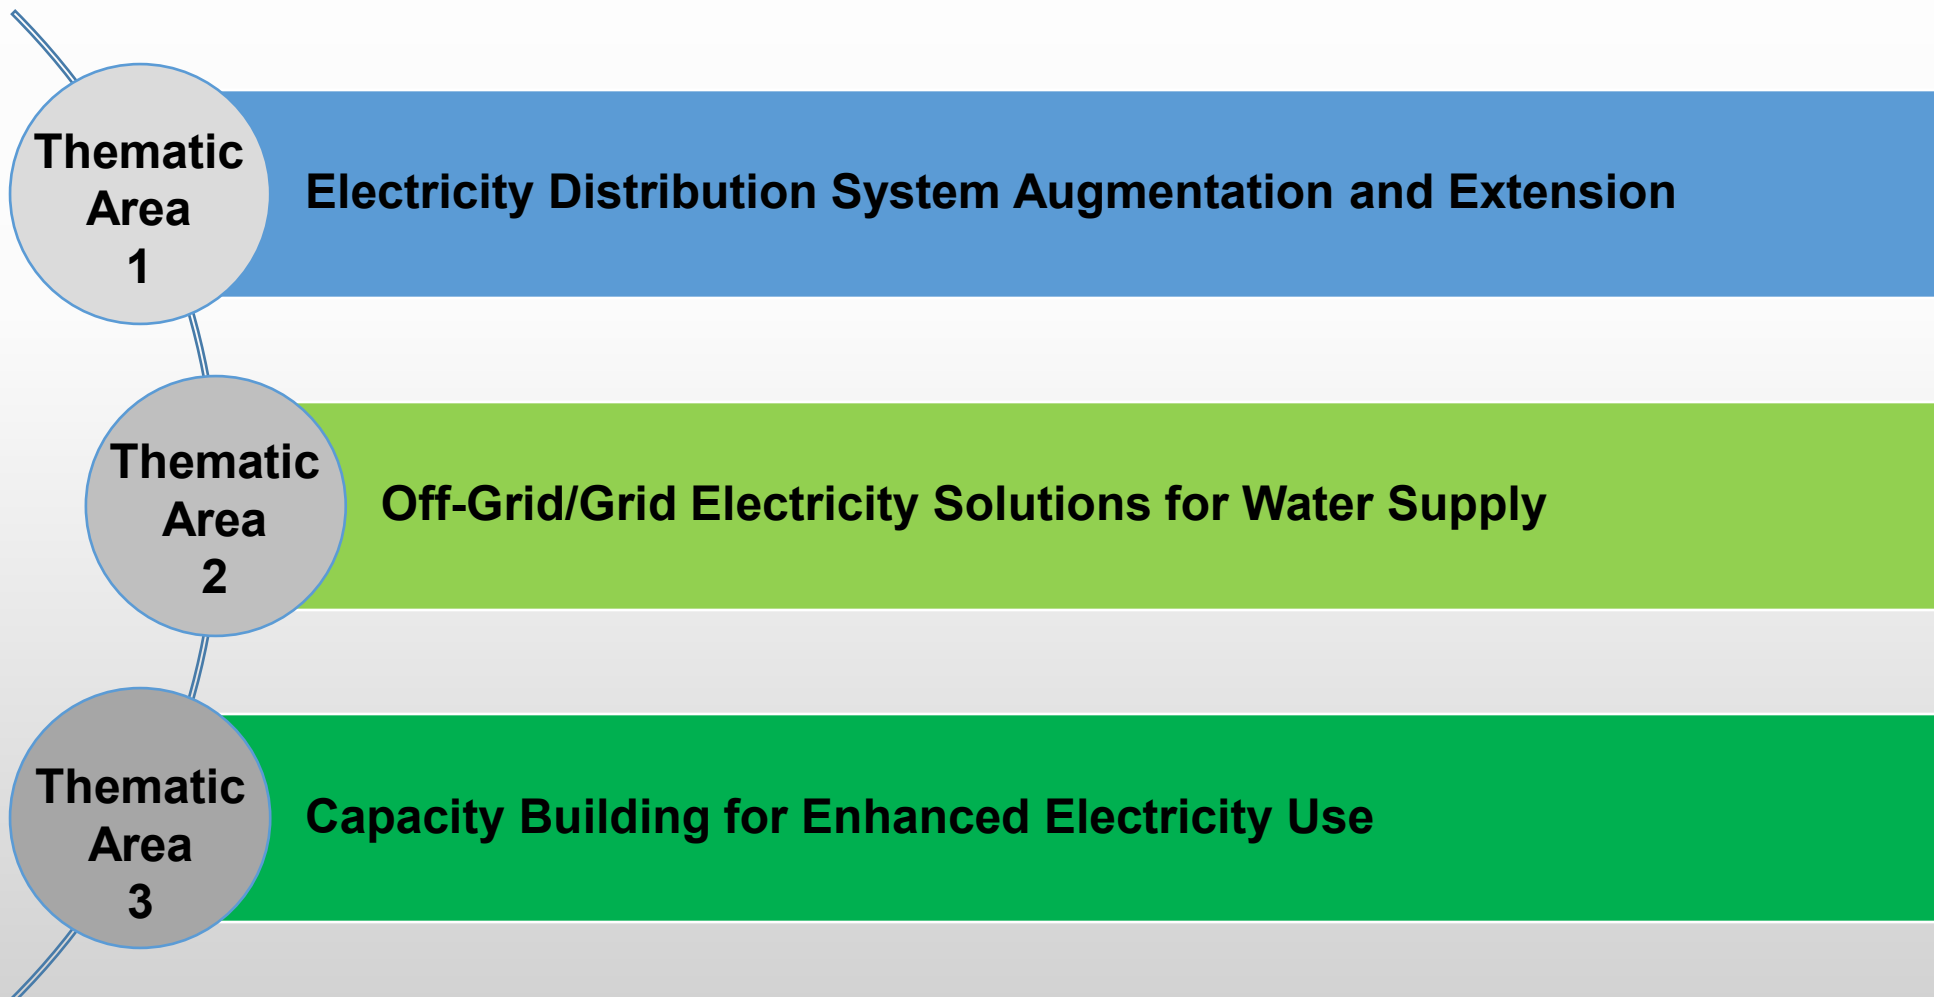 Thematic
Area
1
Electricity Distribution System Augmentation and Extension
Thematic
Area
2
Off-Grid/Grid Electricity Solutions for Water Supply
Thematic
Area
3
Capacity Building for Enhanced Electricity Use